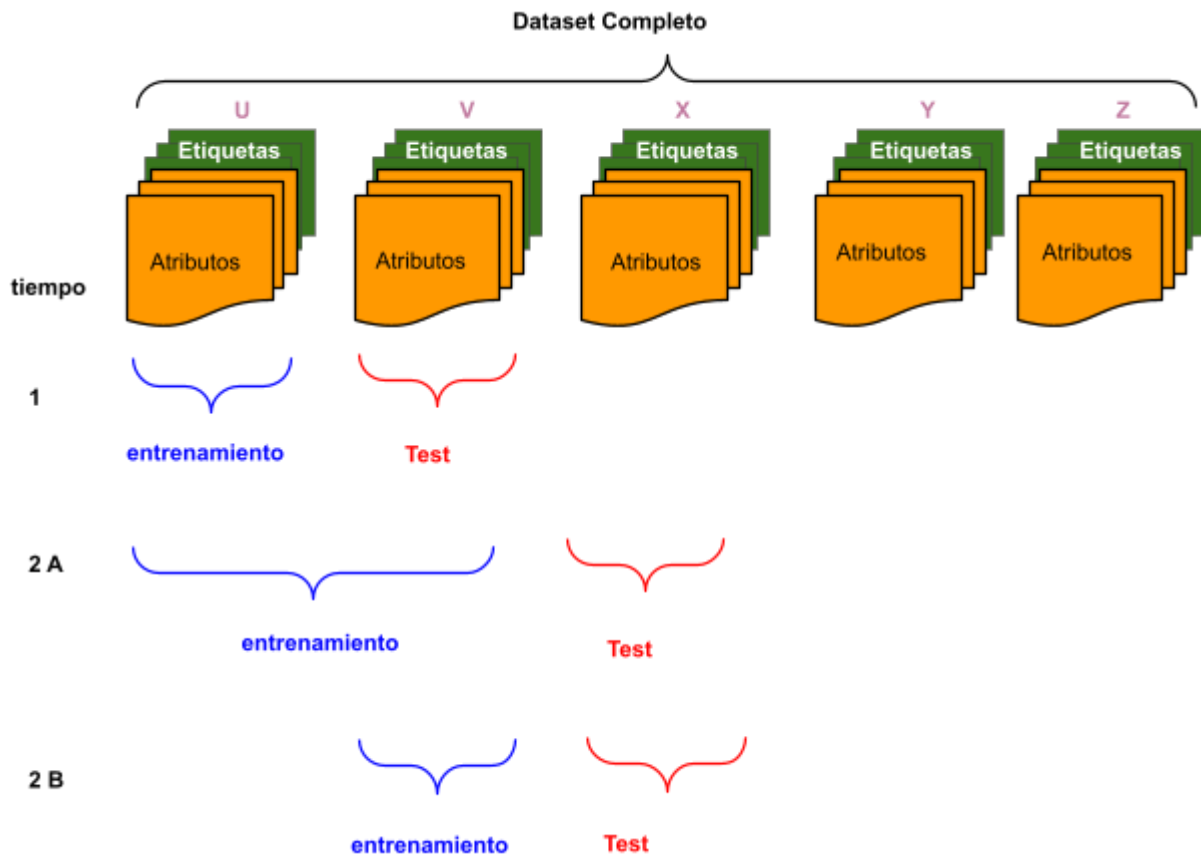 Dataset Completo
U V X Y Z
Etiquetas Etiquetas Etiquetas Etiquetas Etiquetas
Atributos Atributos Atributos Atributos Atributos
tiempo
1
entrenamiento Test
2 A
entrenamiento Test
2 B
entrenamiento Test